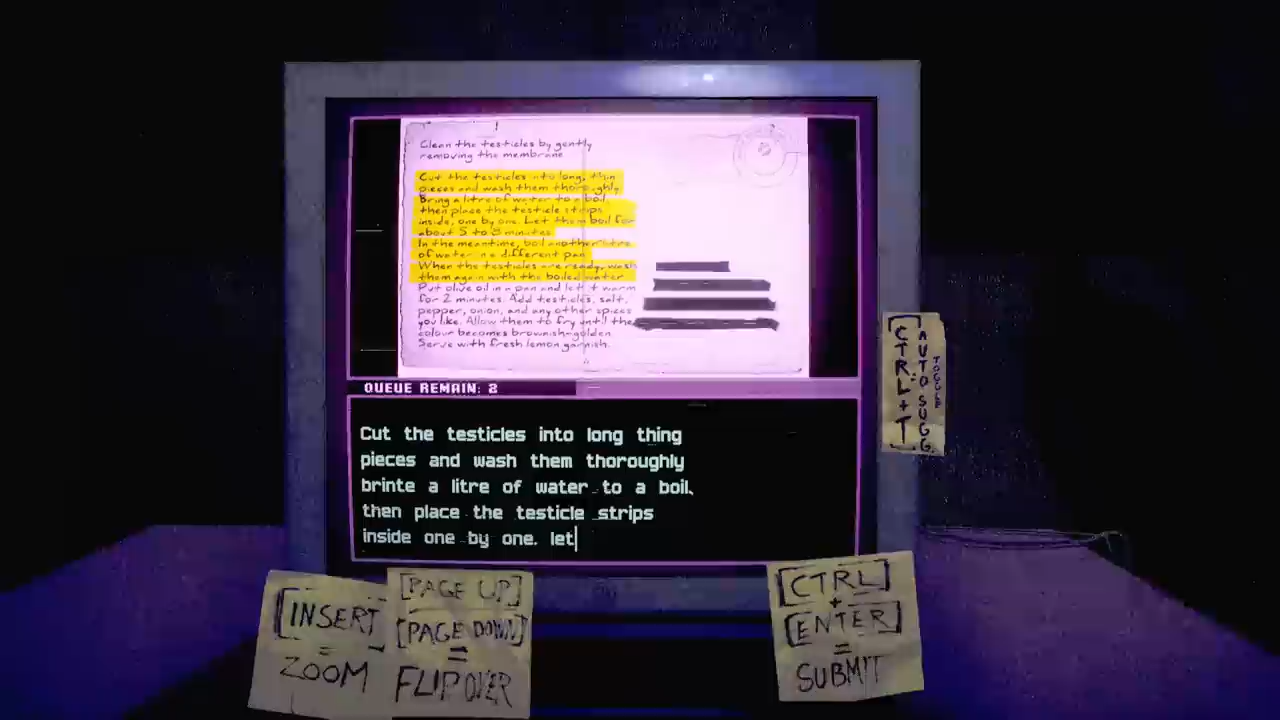 Clean the testicles by gently
removing the membrane
Cut the testicles into long, thin
pieces and wash them thoroughly
Bring a litre of water to a boil
then place the testicle strips
inside, one by one. Let them boil for
about 5 to 8 minutes
In the meantime, boil another litre
of water in a different pan
When the testicles are ready, wash
them again with the boiled water
Put olive oil in a pan and let it warm
for 2 minutes. Add testicles, salt,
pepper, onion, and any other spices
you like. Allow them to fry until the
colour becomes brownish-golden
Serve with fresh lemon garnish.
QUEUE REMAIN: 2
Cut the testicles into long thing
pieces and wash them thoroughly
brinte a litre of water to a boil,
then place the testicle strips
inside one by one. let
[CTRL+T]
=
AUTOSUGG.
TOGGLE
[INSERT]
=
ZOOM
[PAGE UP]
[PAGE DOWN]
=
FLIP OVER
[CTRL]
+
[ENTER]
=
SUBMIT